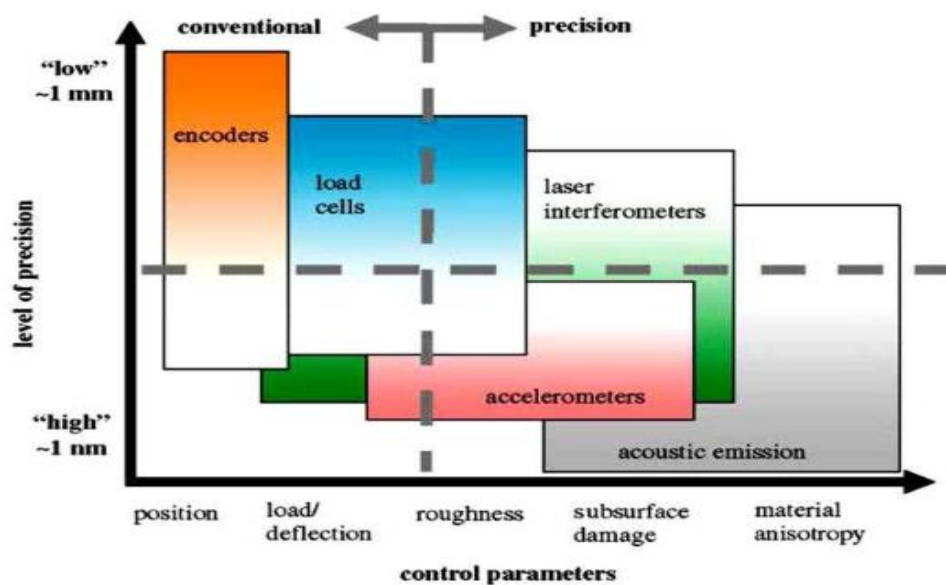 conventional
precision
“low”
~1 mm
encoders
load
cells
laser
interferometers
level of precision
accelerometers
“high”
~1 nm
acoustic emission
position
load/
deflection
roughness
subsurface
damage
material
anisotropy
control parameters